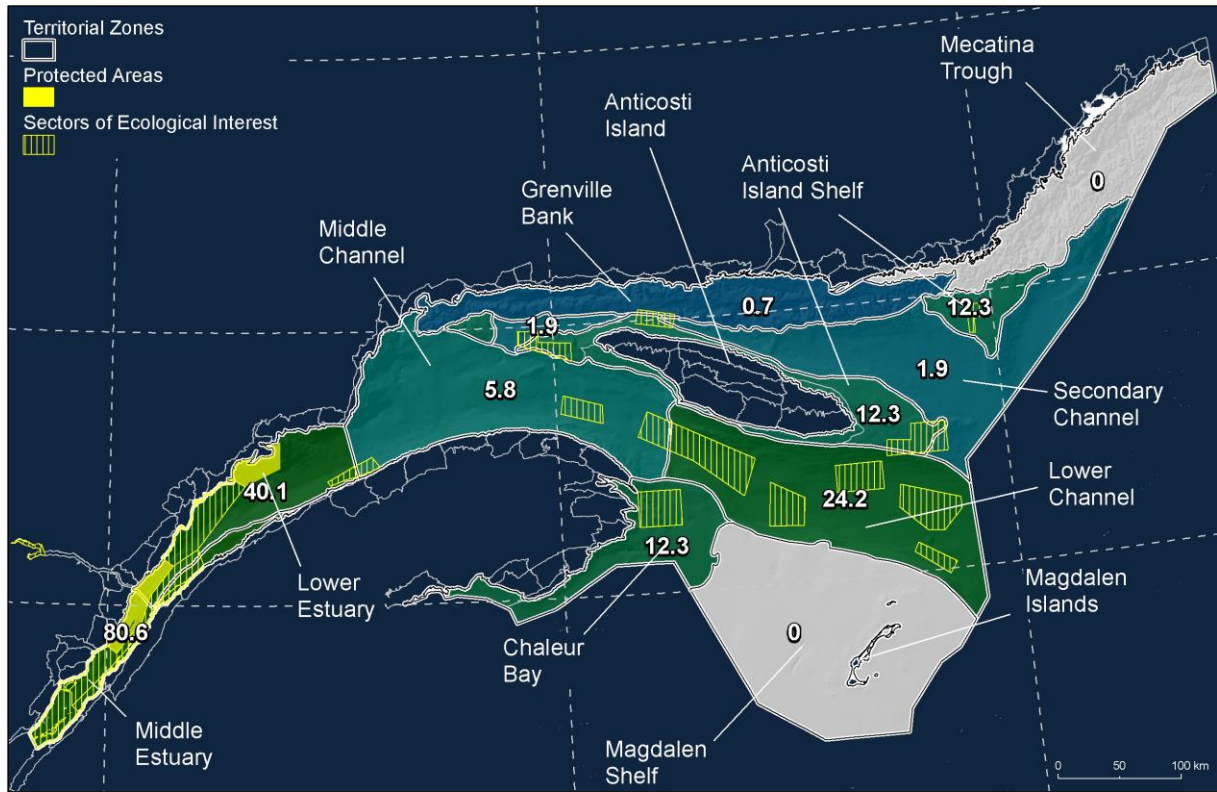 Territorial Zones
Protected Areas
Sectors of Ecological Interest
Mecatina
Trough
Anticosti
Island
Anticosti
Island Shelf
Grenville
Bank
Middle
Channel
0
12.3
0.7
1.9
5.8
1.9
Secondary
Channel
12.3
40.1
24.2
Lower
Channel
12.3
Lower
Estuary
Magdalen
Islands
80.6
Chaleur
Bay
0
Middle
Estuary
Magdalen
Shelf
0 50 100 km